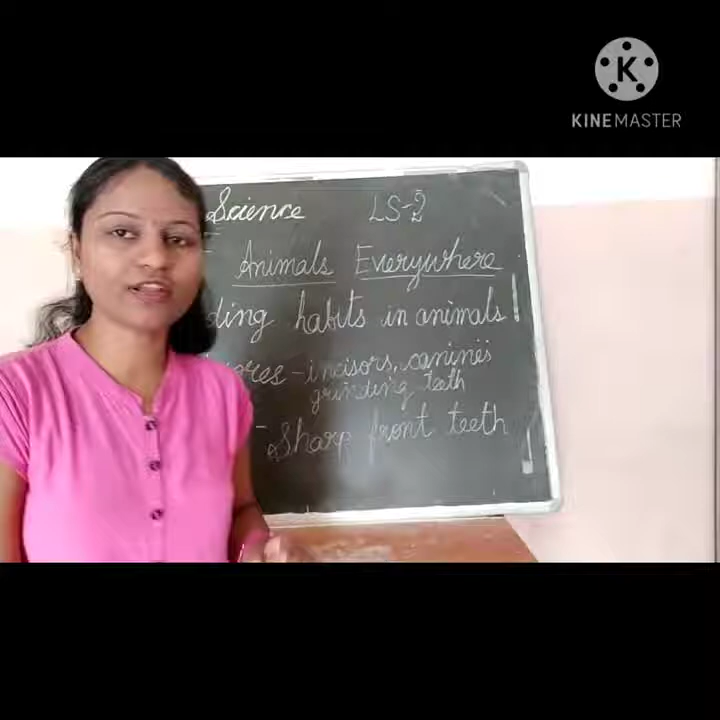 KINEMASTER
Science LS-2
Animals Everywhere
ding habits in animals!
ores - incisors, canines
grinding teeth
- Sharp front teeth